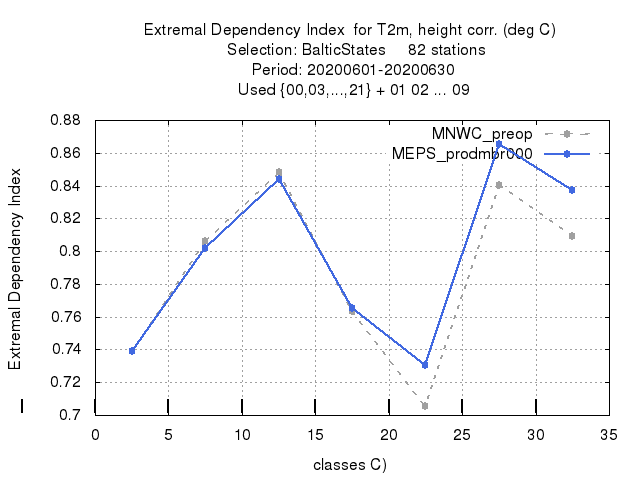 Extremal Dependency Index  for T2m, height corr. (deg C)
Selection: BalticStates     82 stations
Period: 20200601-20200630
Used {00,03,...,21} + 01 02 ... 09
MNWC_preop
MEPS_prodmbr000
Extremal Dependency Index
0.88
0.86
0.84
0.82
0.8
0.78
0.76
0.74
0.72
0.7
0 5 10 15 20 25 30 35
classes C)